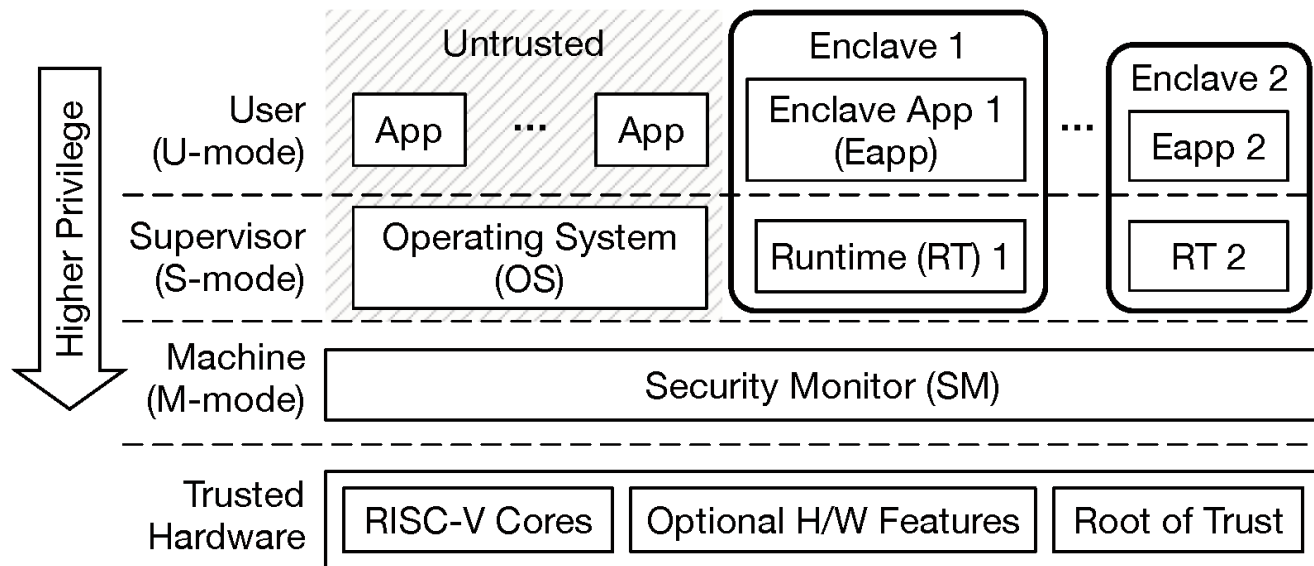 Higher Privilege
User
(U-mode)
Untrusted
App
...
App
Enclave 1
Enclave App 1
(Eapp)
...
Enclave 2
Eapp 2
Supervisor
(S-mode)
Operating System
(OS)
Runtime (RT) 1
RT 2
Machine
(M-mode)
Security Monitor (SM)
Trusted
Hardware
RISC-V Cores
Optional H/W Features
Root of Trust